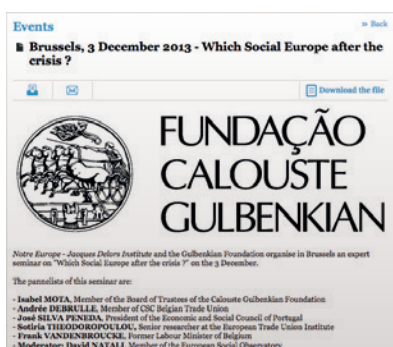 Events
» Back
Brussels, 3 December 2013 - Which Social Europe after the
crisis ?
Download the file
FUNDAÇÃO
CALOUSTE
GULBENKIAN
Notre Europe - Jacques Delors Institute and the Gulbenkian Foundation organise in Brussels an expert
seminar on "Which Social Europe after the crisis ?" on the 3 December.
The pannelists of this seminar are:
- Isabel MOTA, Member of the Board of Trustees of the Calouste Gulbenkian Foundation
- Andrée DEBRULLE, Member of CSC Belgian Trade Union
- José SILVA PENEDA, President of the Economic and Social Council of Portugal
- Sotiria THEODOROPOULOU, Senior researcher at the European Trade Union Institute
- Frank VANDENBROUCKE, Former Labour Minister of Belgium
- Moderator: David NATALI, Member of the European Social Observatory